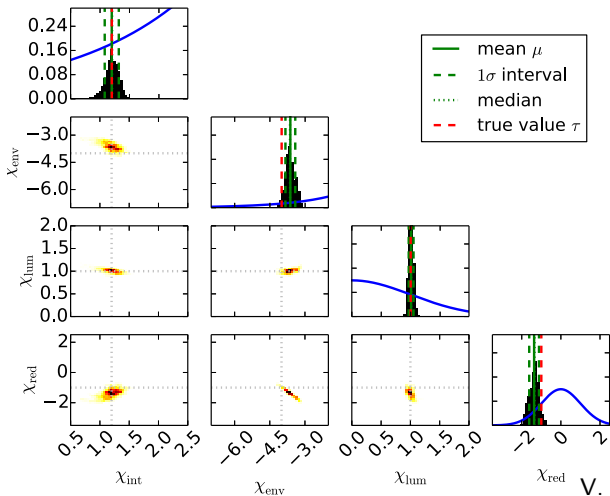 0.24
0.16
0.08
0.00
mean μ
1σ interval
median
true value τ
χenv
−3.0
−4.5
−6.0
χlum
2.0
1.5
1.0
0.5
0.0
χred
0
−2
0.5 1.0 1.5 2.0 2.5
−6.0 −4.5 −3.0
0.0 0.5 1.0 1.5 2.0
−2 0 2
χint
χenv
χlum
χred
V.